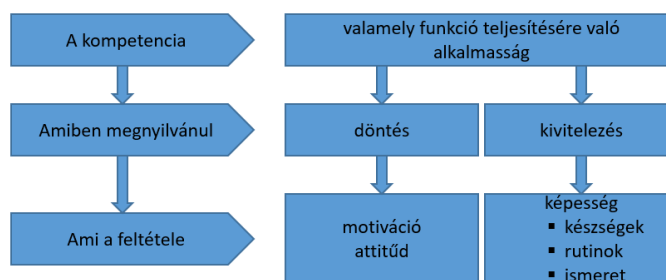 A kompetencia
valamely funkció teljesítésére való
alkalmasság
Amiben megnyilvánul
döntés
kivitelezés
Ami a feltétele
motiváció
attitűd
képesség
▪ készségek
▪ rutinok
▪ ismeret